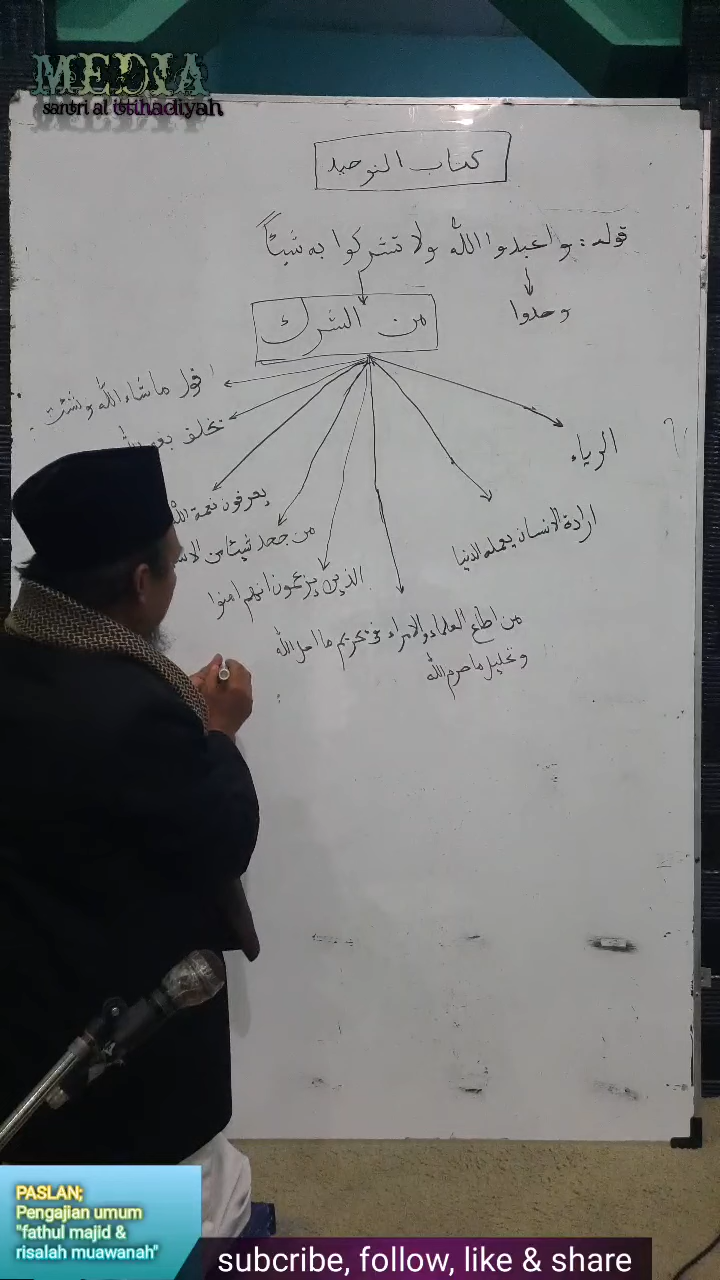 MEDIA
santri al ittihadiyah
كتاب التوحيد
قوله: واعبدوا الله ولا تشركوا به شيئاً
وحدوا
من الشرك
الرياء
ارادة الانسان بعمله الدنيا
من اطاع العلماء والامراء فى تحريم ما احل الله
وتحليل ما حرم الله
الذين يزعمون انهم امنوا
من جحد شيئا من
يعرفون نعمة الله
تحلف بغير
ما شاء الله وشئت
PASLAN;
Pengajian umum
"fathul majid &
risalah muawanah"
subcribe, follow, like & share